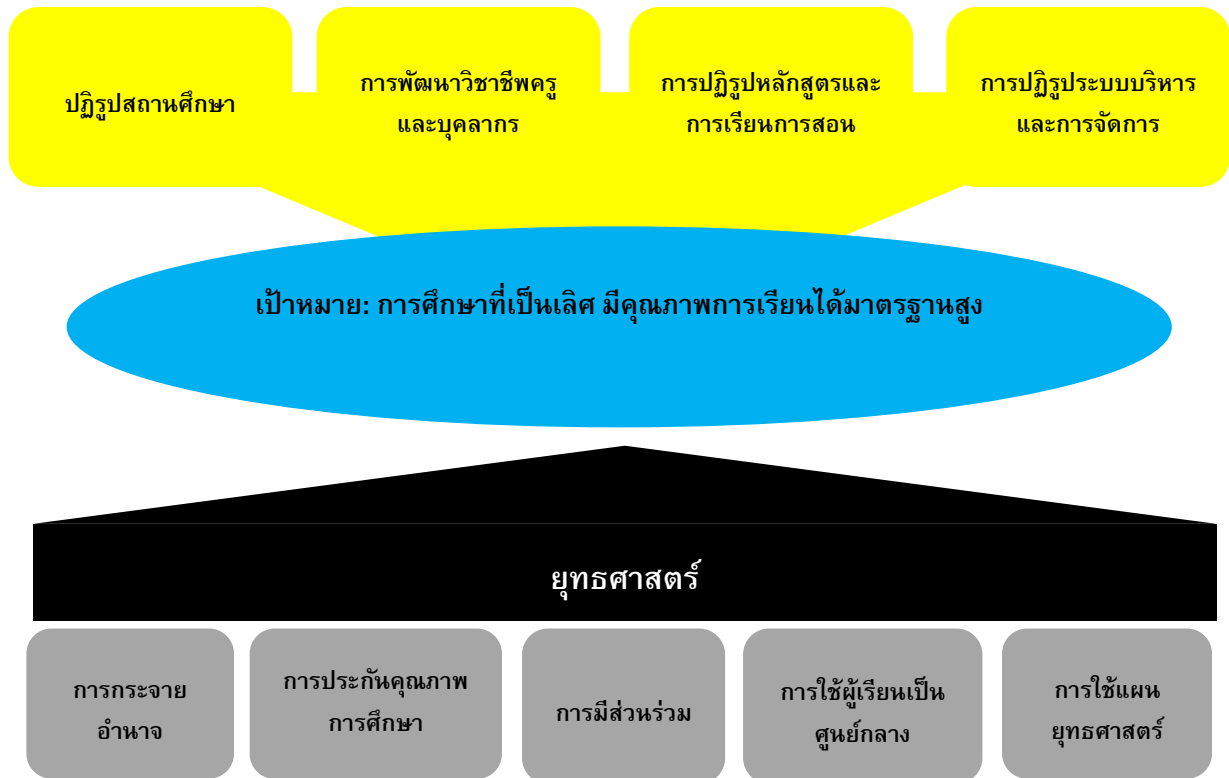 ปฏิรูปสถานศึกษา
การพัฒนาวิชาชีพครู
และบุคลากร
การปฏิรูปหลักสูตรและ
การเรียนการสอน
การปฏิรูประบบบริหาร
และการจัดการ
เป้าหมาย: การศึกษาที่เป็นเลิศ มีคุณภาพการเรียนได้มาตรฐานสูง
ยุทธศาสตร์
การกระจาย
อำนาจ
การประกันคุณภาพ
การศึกษา
การมีส่วนร่วม
การใช้ผู้เรียนเป็น
ศูนย์กลาง
การใช้แผน
ยุทธศาสตร์